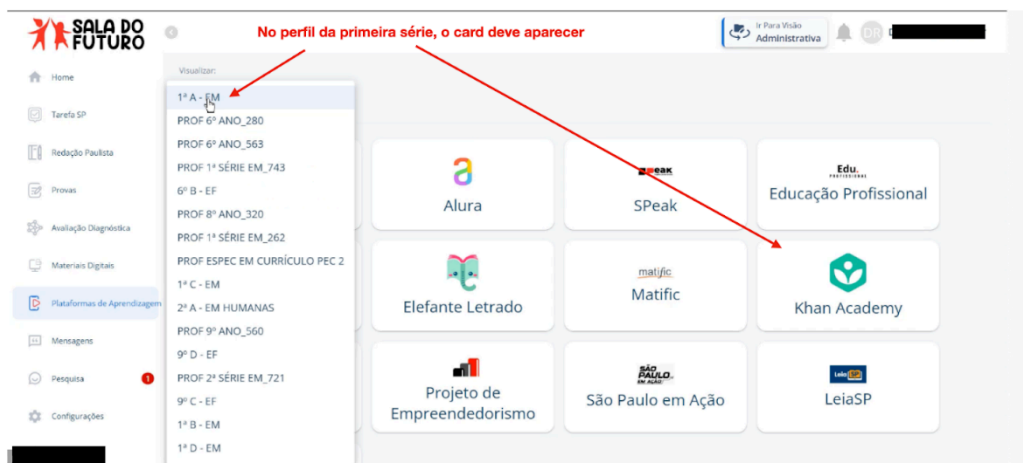 SALA DO
FUTURO
No perfil da primeira série, o card deve aparecer
Ir Para Visão
Administrativa
DR
Home
Tarefa SP
Redação Paulista
Provas
Avaliação Diagnóstica
Materiais Digitais
Plataformas de Aprendizagem
Mensagens
Pesquisa
1
Configurações
Visualizar:
1ª A - EM
PROF 6º ANO_280
PROF 6º ANO_563
PROF 1ª SÉRIE EM_743
6º B - EF
PROF 8º ANO_320
PROF 1ª SÉRIE EM_262
PROF ESPEC EM CURRÍCULO PEC 2
1ª C - EM
2ª A - EM HUMANAS
PROF 9º ANO_560
9º D - EF
PROF 2ª SÉRIE EM_721
9º C - EF
1ª B - EM
1ª D - EM
a
Alura
SPeak
SPeak
Edu.
PROFISSIONAL
Educação Profissional
Elefante Letrado
matific
Matific
Khan Academy
Projeto de
Empreendedorismo
SÃO
PAULO
EM AÇÃO
São Paulo em Ação
LeiaSP
LeiaSP